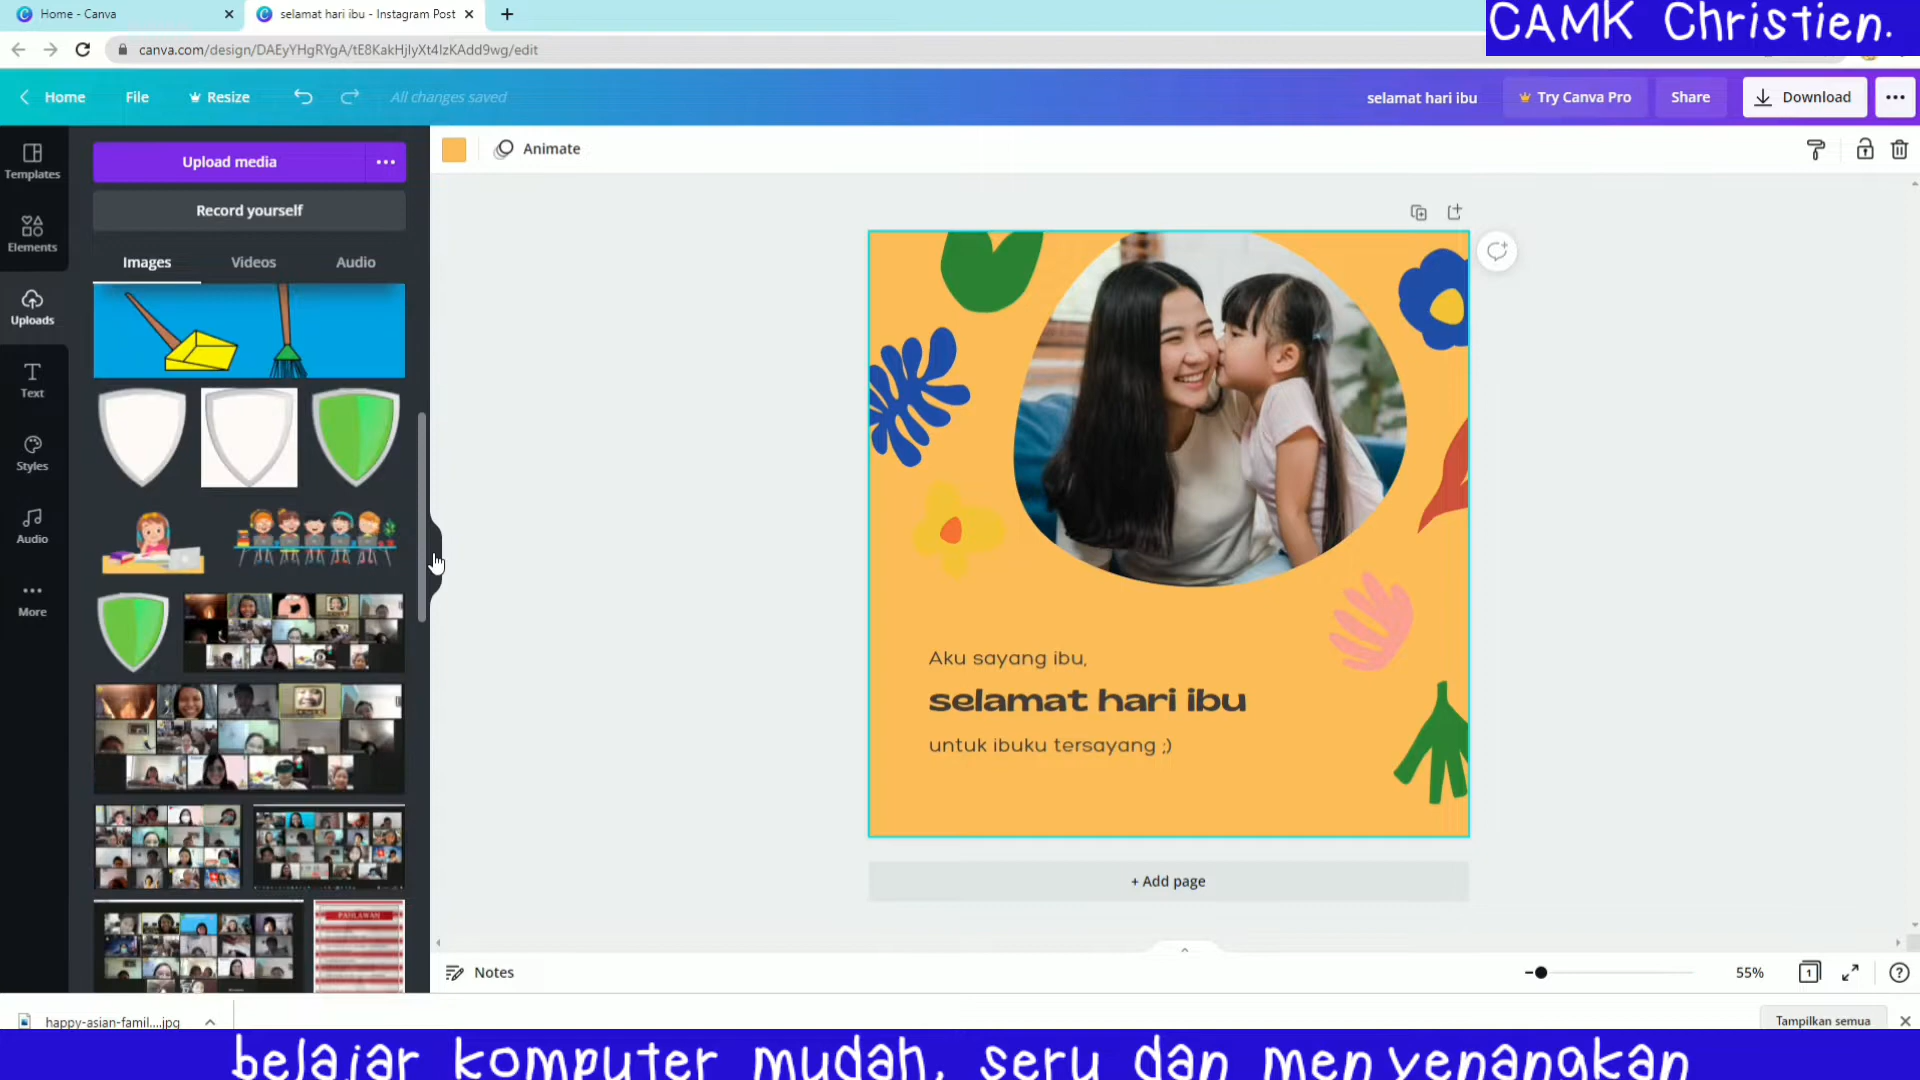 Home - Canva
selamat hari ibu - Instagram Post
CAMK Christien.
canva.com/design/DAEyYHgRYgA/tE8KakHjlyXt4IzKAdd9wg/edit
Home
File
Resize
All changes saved
selamat hari ibu
Try Canva Pro
Share
Download
Templates
Elements
Uploads
Text
Styles
Audio
More
Upload media
Record yourself
Images
Videos
Audio
PAHLAWAN
Animate
Aku sayang ibu,
selamat hari ibu
untuk ibuku tersayang ;)
+ Add page
Notes
55%
1
happy-asian-famil....jpg
Tampilkan semua
belajar komputer mudah, seru dan menyenangkan